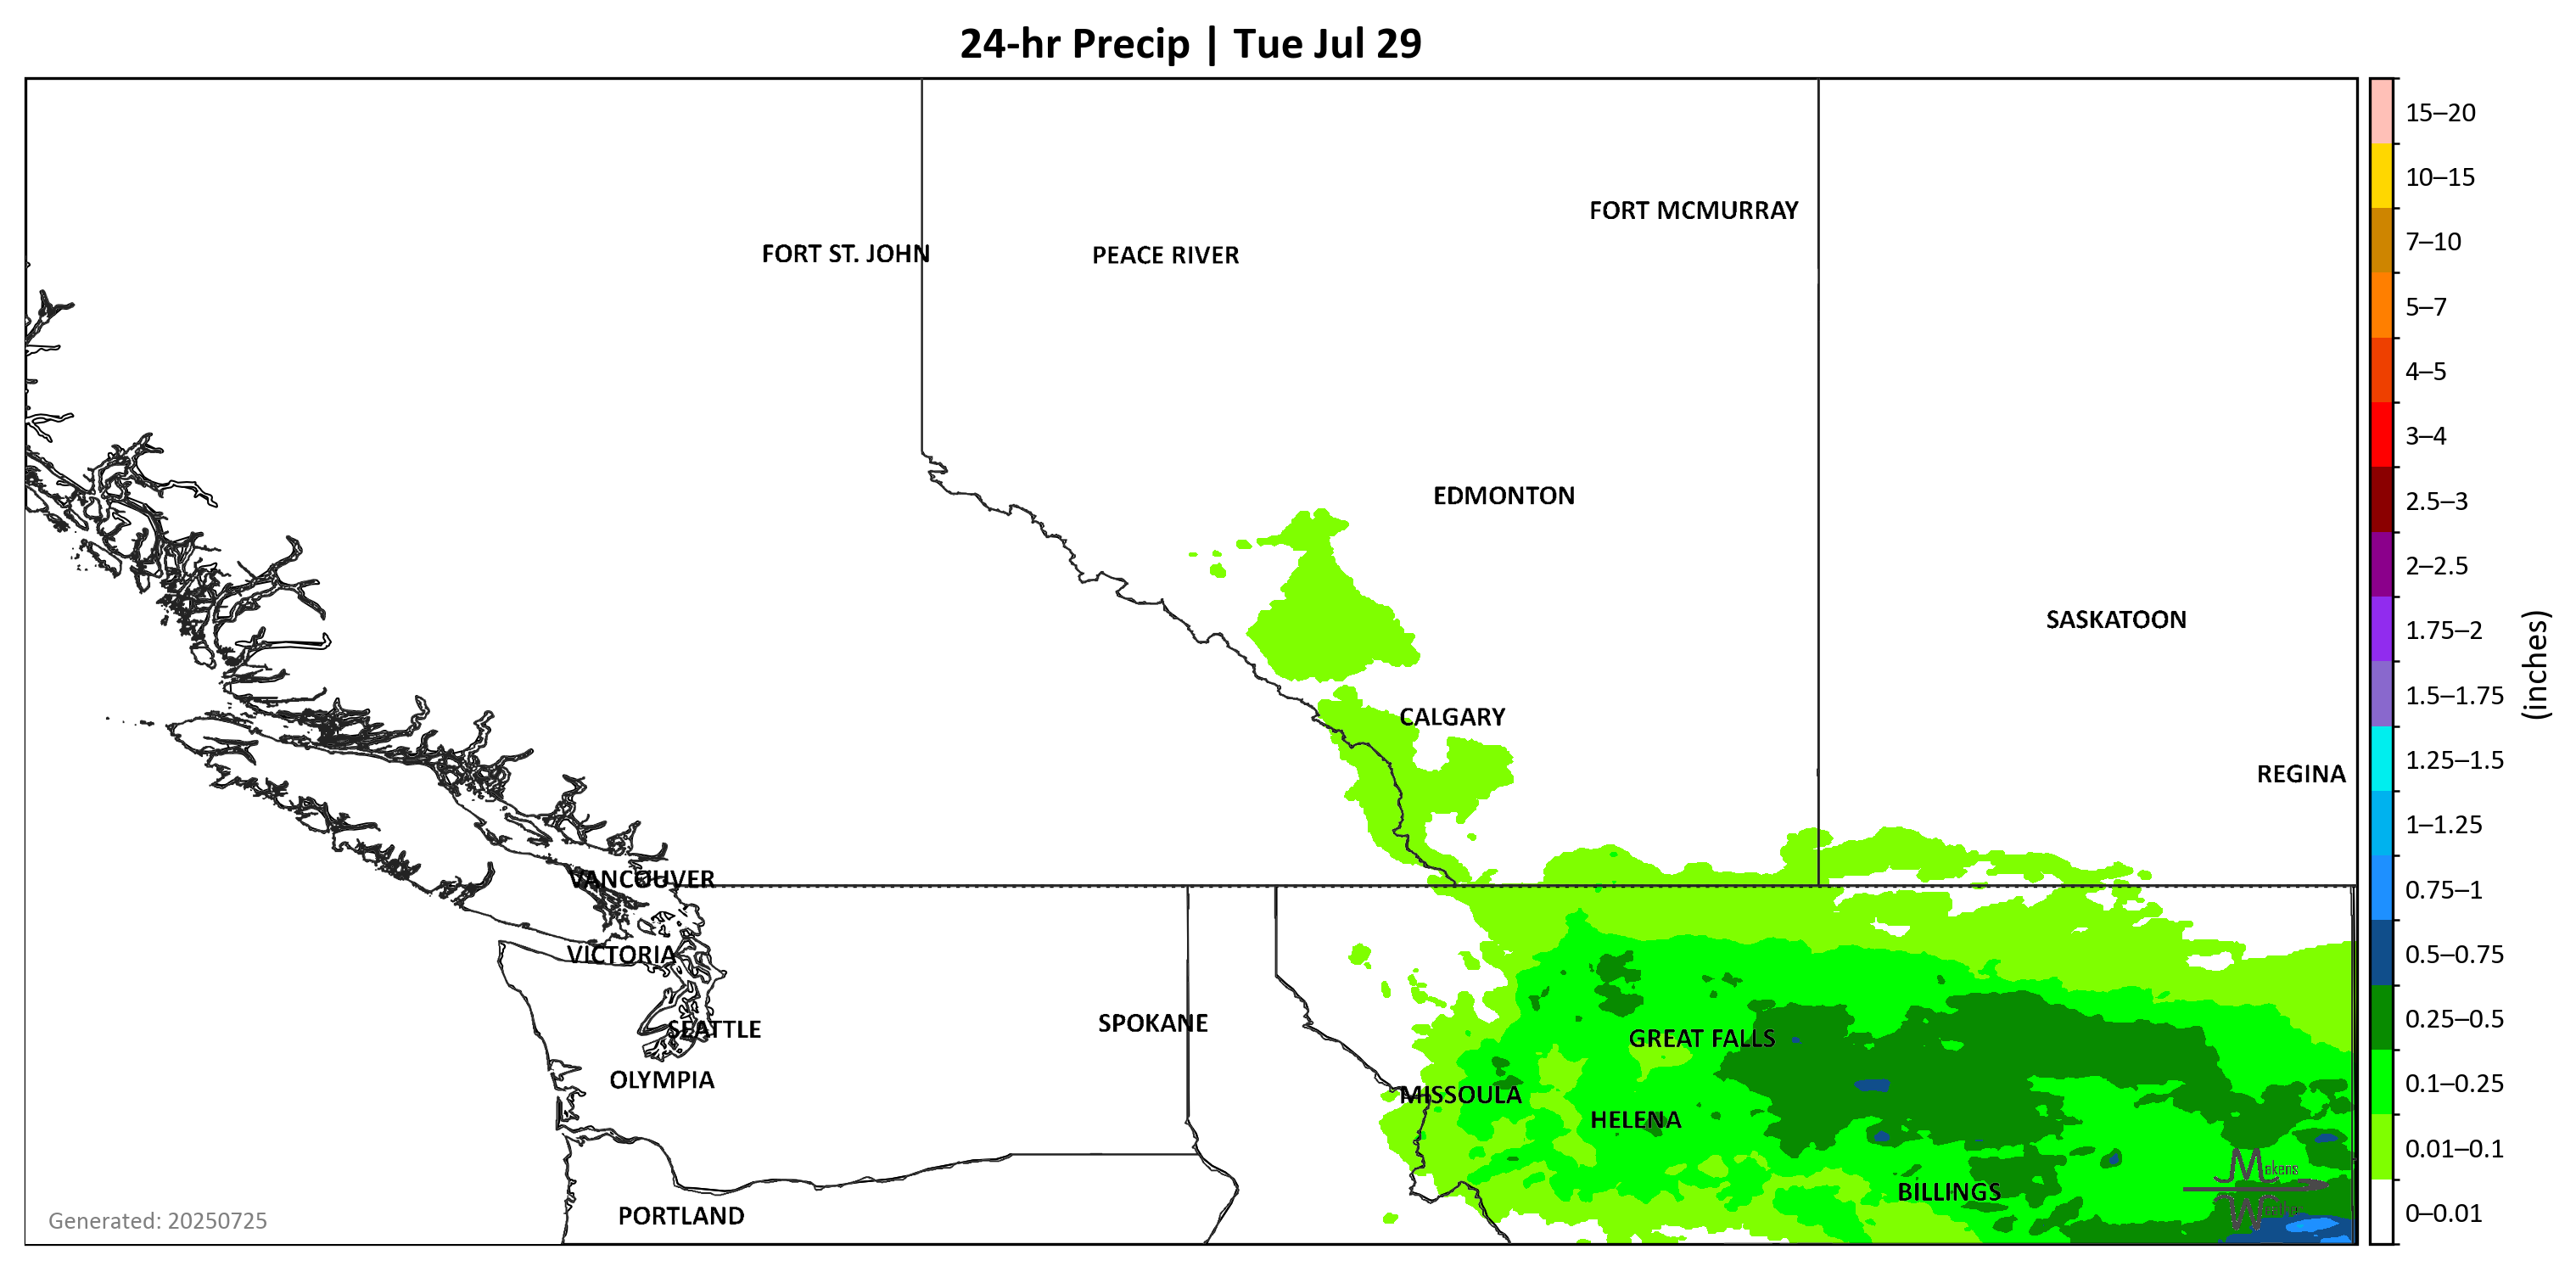 24-hr Precip | Tue Jul 29
FORT MCMURRAY
FORT ST. JOHN
PEACE RIVER
EDMONTON
SASKATOON
CALGARY
REGINA
VANCOUVER
VICTORIA
SEATTLE
SPOKANE
GREAT FALLS
OLYMPIA
MISSOULA
HELENA
BILLINGS
PORTLAND
Makens
Weather
Generated: 20250725
15–20
10–15
7–10
5–7
4–5
3–4
2.5–3
2–2.5
1.75–2
1.5–1.75
1.25–1.5
1–1.25
0.75–1
0.5–0.75
0.25–0.5
0.1–0.25
0.01–0.1
0–0.01
(inches)